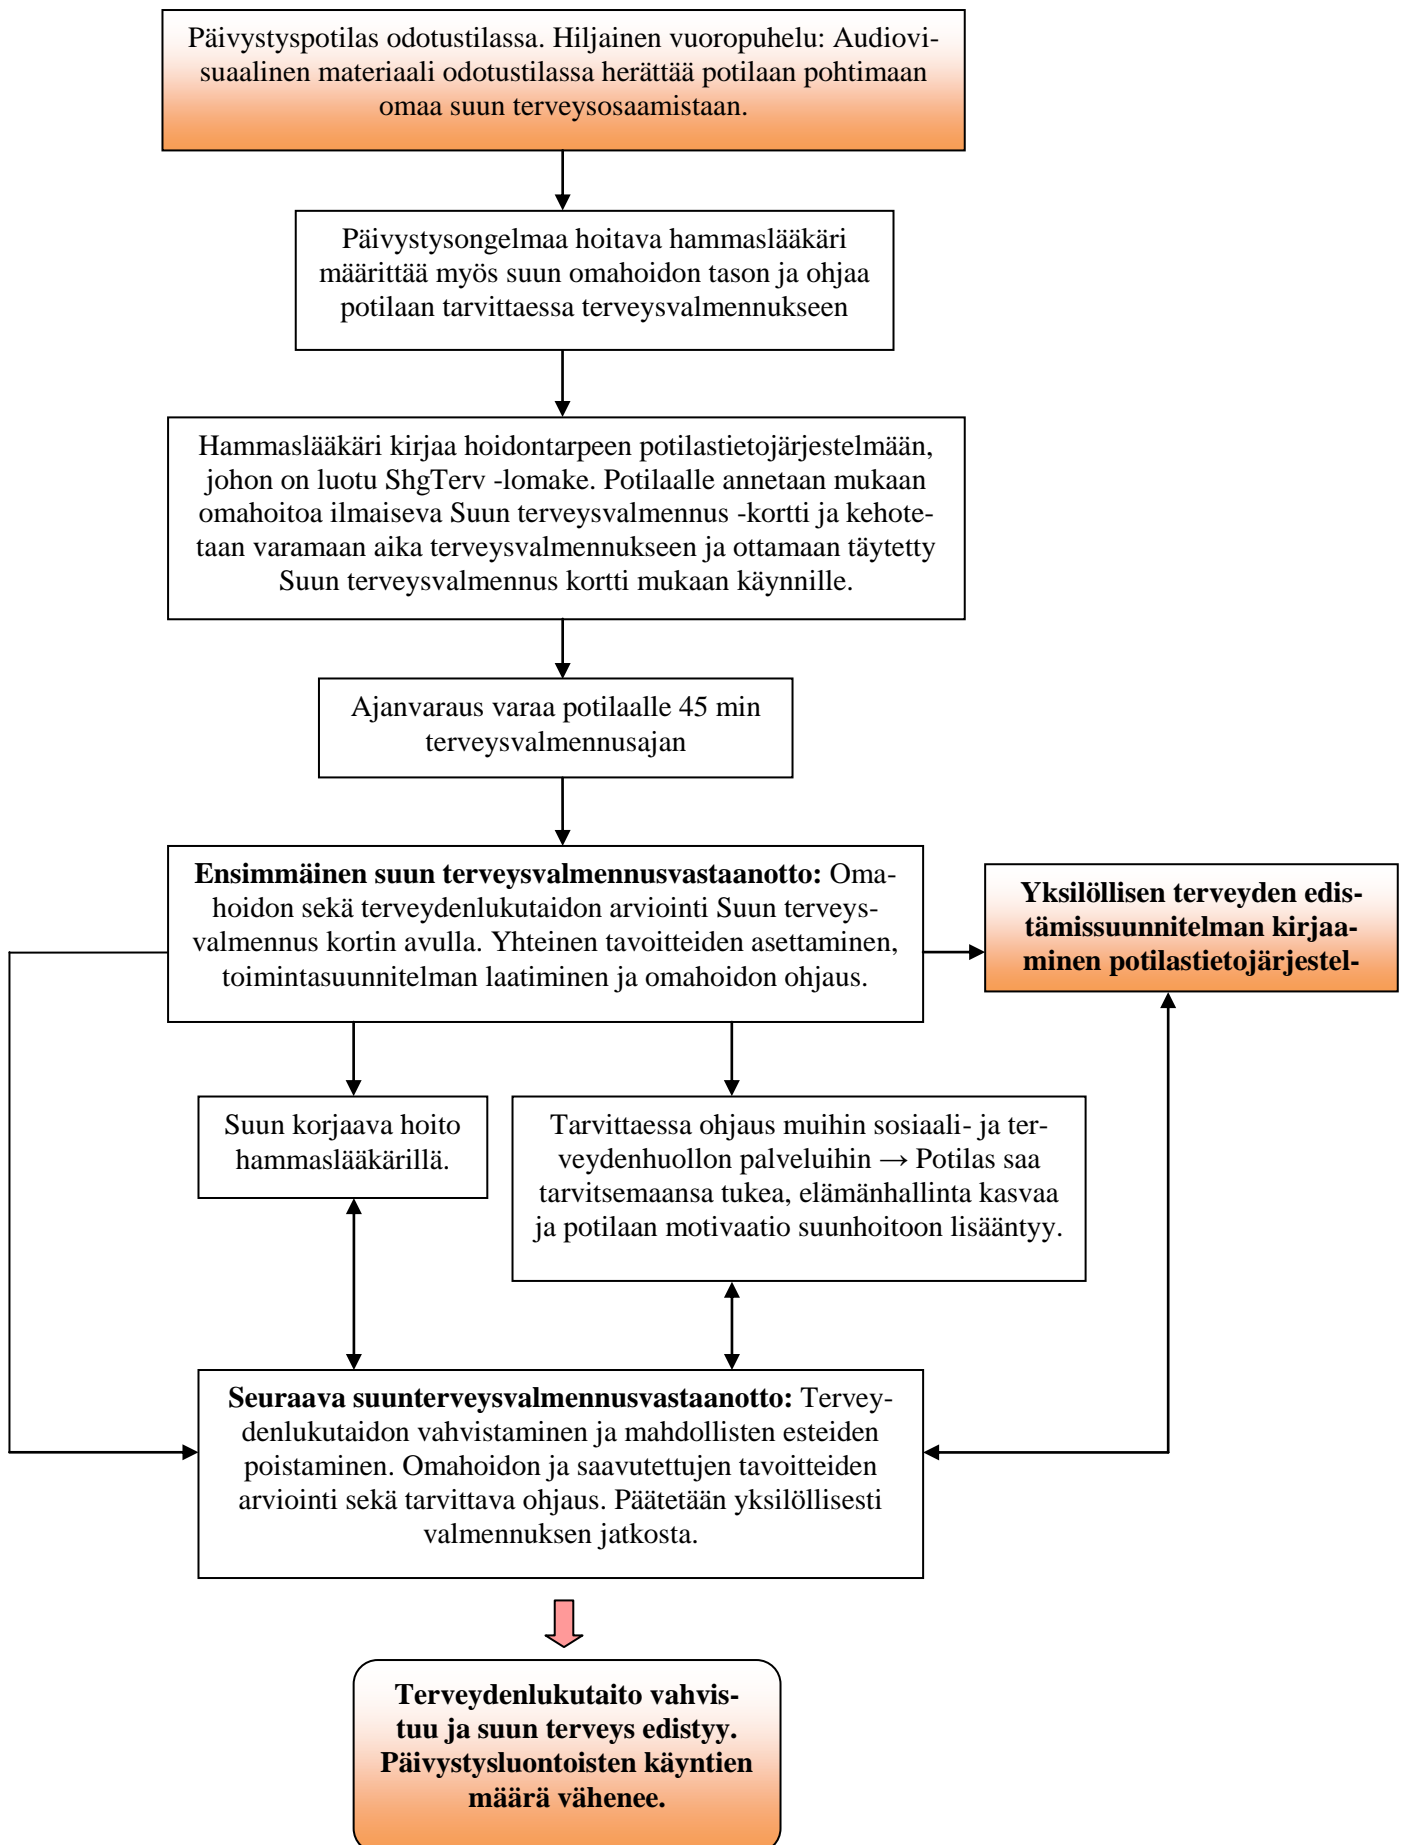 Päivystyspotilas odotustilassa. Hiljainen vuoropuhelu: Audiovi-
suaalinen materiaali odotustilassa herättää potilaan pohtimaan
omaa suun terveysosaamistaan.
Päivystysongelmaa hoitava hammaslääkäri
määrittää myös suun omahoidon tason ja ohjaa
potilaan tarvittaessa terveysvalmennukseen
Hammaslääkäri kirjaa hoidontarpeen potilastietojärjestelmään,
johon on luotu ShgTerv -lomake. Potilaalle annetaan mukaan
omahoitoa ilmaiseva Suun terveysvalmennus -kortti ja kehote-
taan varamaan aika terveysvalmennukseen ja ottamaan täytetty
Suun terveysvalmennus kortti mukaan käynnille.
Ajanvaraus varaa potilaalle 45 min
terveysvalmennusajan
Ensimmäinen suun terveysvalmennusvastaanotto: Oma-
hoidon sekä terveydenlukutaidon arviointi Suun terveys-
valmennus kortin avulla. Yhteinen tavoitteiden asettaminen,
toimintasuunnitelman laatiminen ja omahoidon ohjaus.
Yksilöllisen terveyden edis-
tämissuunnitelman kirjaa-
minen potilastietojärjestel-
Suun korjaava hoito
hammaslääkärillä.
Tarvittaessa ohjaus muihin sosiaali- ja ter-
veydenhuollon palveluihin → Potilas saa
tarvitsemaansa tukea, elämänhallinta kasvaa
ja potilaan motivaatio suunhoitoon lisääntyy.
Seuraava suunterveysvalmennusvastaanotto: Tervey-
denlukutaidon vahvistaminen ja mahdollisten esteiden
poistaminen. Omahoidon ja saavutettujen tavoitteiden
arviointi sekä tarvittava ohjaus. Päätetään yksilöllisesti
valmennuksen jatkosta.
Terveydenlukutaito vahvis-
tuu ja suun terveys edistyy.
Päivystysluontoisten käyntien
määrä vähenee.